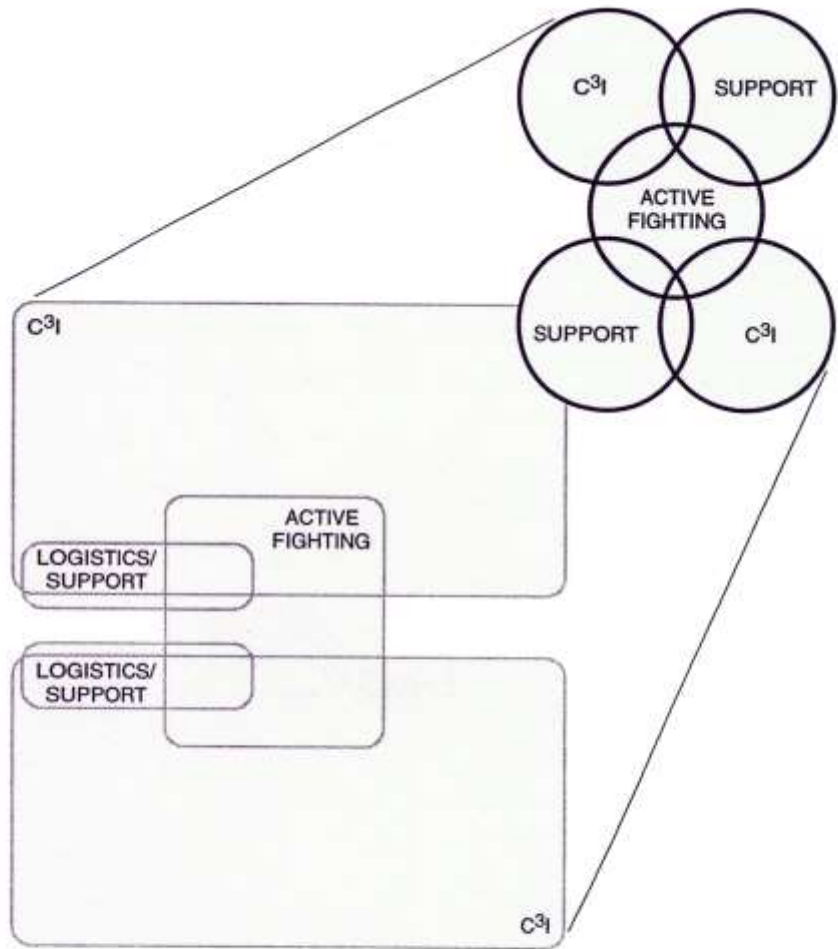 C³I
SUPPORT
ACTIVE
FIGHTING
SUPPORT
C³I
C³I
ACTIVE
FIGHTING
LOGISTICS/
SUPPORT
LOGISTICS/
SUPPORT
C³I